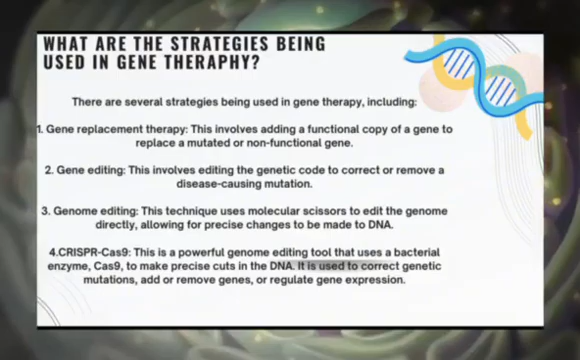 WHAT ARE THE STRATEGIES BEING
USED IN GENE THERAPHY?
There are several strategies being used in gene therapy, including:
1. Gene replacement therapy: This involves adding a functional copy of a gene to
replace a mutated or non-functional gene.
2. Gene editing: This involves editing the genetic code to correct or remove a
disease-causing mutation.
3. Genome editing: This technique uses molecular scissors to edit the genome
directly, allowing for precise changes to be made to DNA.
4.CRISPR-Cas9: This is a powerful genome editing tool that uses a bacterial
enzyme, Cas9, to make precise cuts in the DNA. It is used to correct genetic
mutations, add or remove genes, or regulate gene expression.